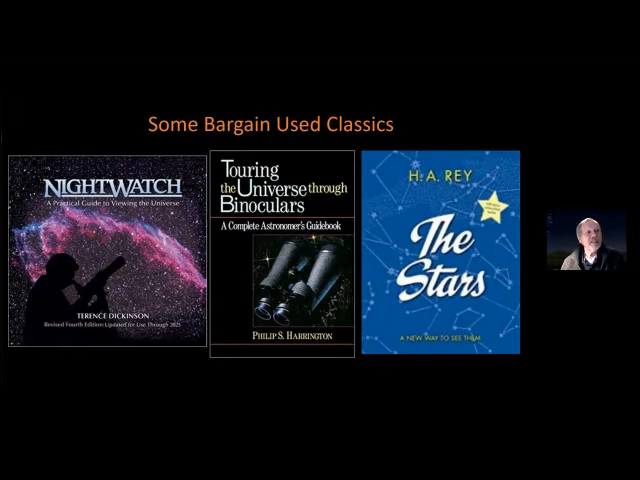 Some Bargain Used Classics
NIGHTWATCH
A Practical Guide to Viewing the Universe
TERENCE DICKINSON
Revised Fourth Edition: Updated for Use Through 2025
Touring
the Universe through
Binoculars
A Complete Astronomer's Guidebook
PHILIP S. HARRINGTON
H. A. REY
The
Stars
A NEW WAY TO SEE THEM